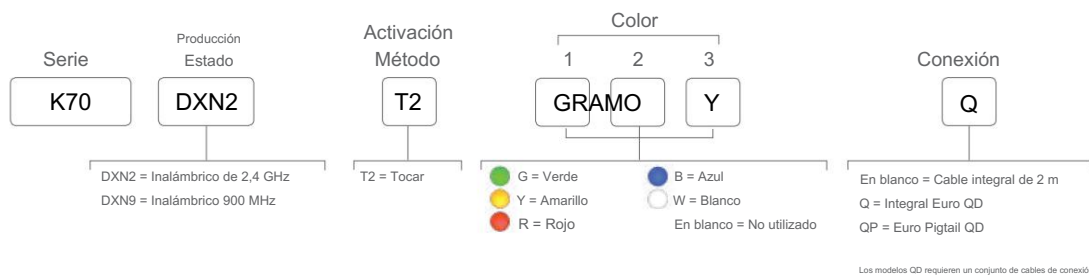 Color
Activación
Método
Producción
Estado
Serie
1 2 3
Conexión
K70
DXN2
T2
GRAMO
Y
Q
DXN2 = Inalámbrico de 2,4 GHz
DXN9 = Inalámbrico 900 MHz
T2 = Tocar
G = Verde
Y = Amarillo
R = Rojo
B = Azul
W = Blanco
En blanco = No utilizado
En blanco = Cable integral de 2 m
Q = Integral Euro QD
QP = Euro Pigtail QD
Los modelos QD requieren un conjunto de cables de conexió